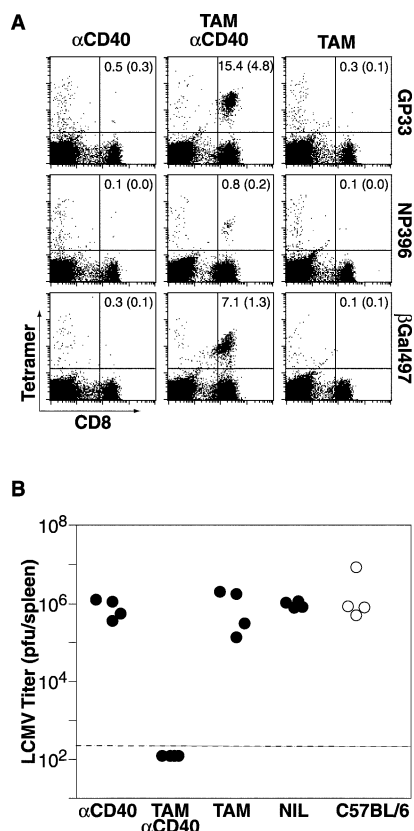 A
αCD40
TAM
αCD40
TAM
0.5 (0.3)
15.4 (4.8)
0.3 (0.1)
GP33
0.1 (0.0)
0.8 (0.2)
0.1 (0.0)
NP396
0.3 (0.1)
7.1 (1.3)
0.1 (0.1)
βGal497
Tetramer
CD8
B
LCMV Titer (pfu/spleen)
10⁸
10⁶
10⁴
10²
αCD40
TAM
αCD40
TAM
NIL
C57BL/6